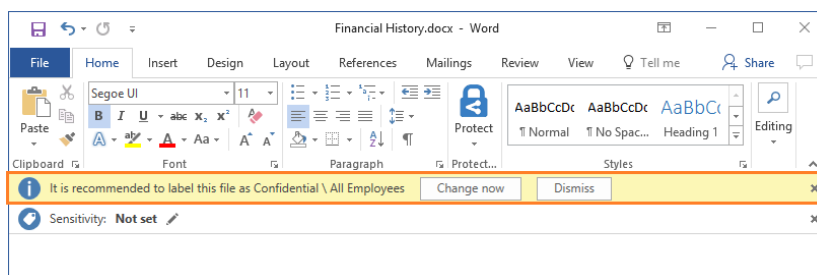 Financial History.docx - Word
File Home Insert Design Layout References Mailings Review View Tell me Share
Segoe UI 11
B I U abc X₂ X² 
Paste A aby A Aa A A Protect AaBbCcDc AaBbCcDc AaBbCc Editing
¶ Normal ¶ No Spac... Heading 1
Clipboard Font Paragraph Protect... Styles
It is recommended to label this file as Confidential \ All Employees Change now Dismiss
Sensitivity: Not set